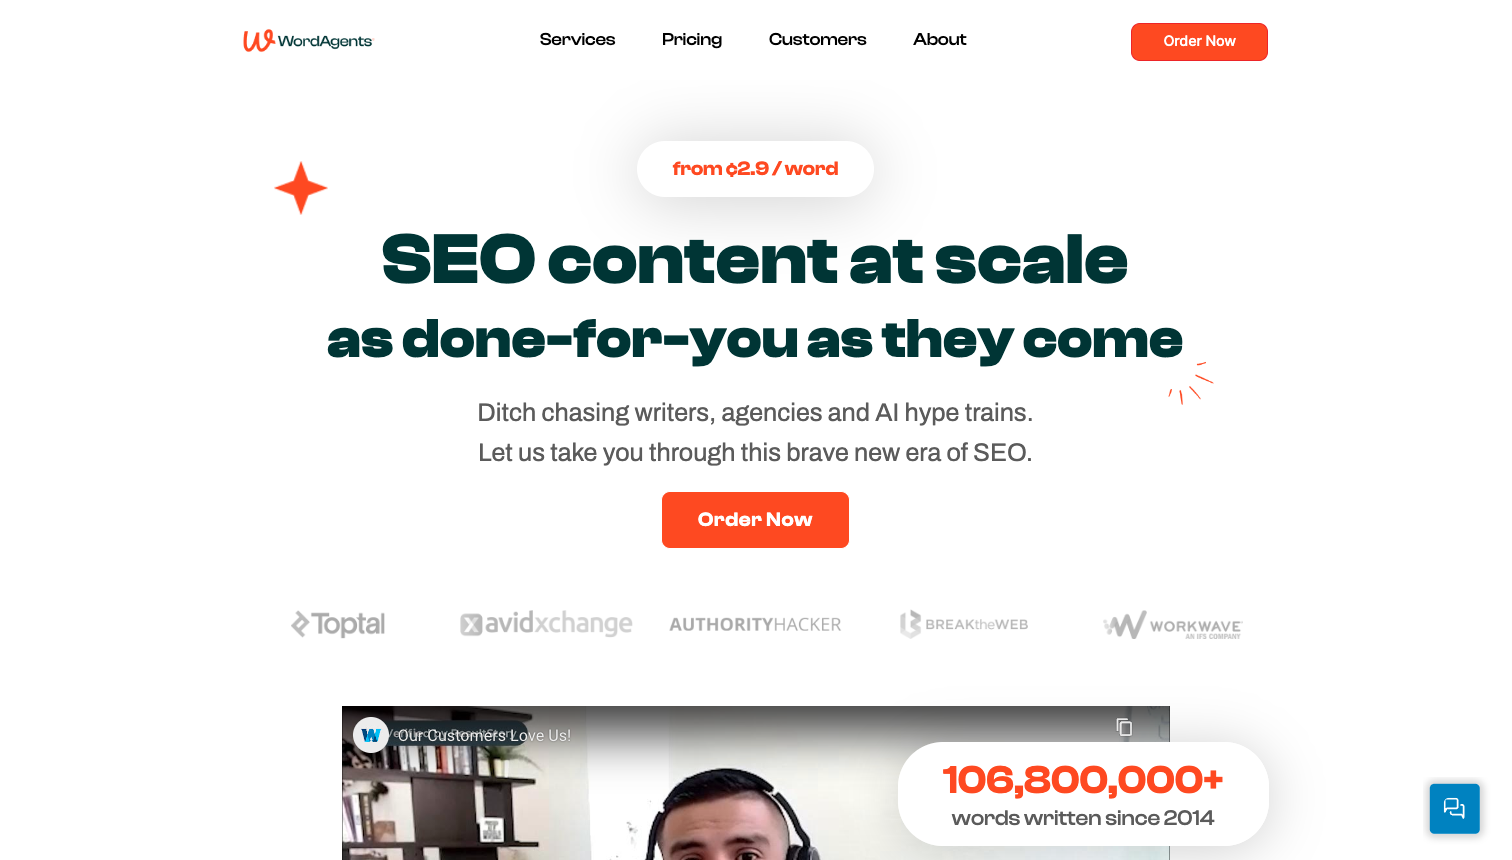 WordAgents
Services
Pricing
Customers
About
Order Now
from ¢2.9 / word
SEO content at scale
as done-for-you as they come
Ditch chasing writers, agencies and AI hype trains.
Let us take you through this brave new era of SEO.
Order Now
Toptal
avidxchange
AUTHORITYHACKER
BREAKtheWEB
WORKWAVE
AN IFS COMPANY
Our Customers Love Us!
106,800,000+
words written since 2014